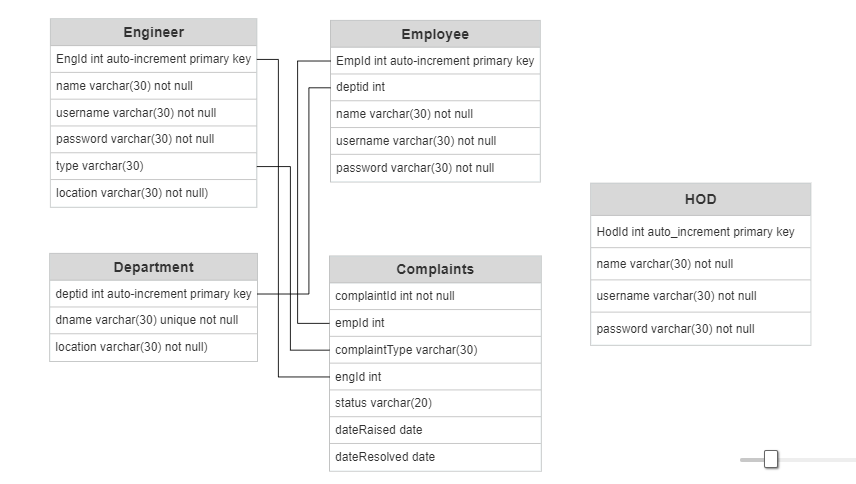 Engineer
EngId int auto-increment primary key
name varchar(30) not null
username varchar(30) not null
password varchar(30) not null
type varchar(30)
location varchar(30) not null)
Employee
EmpId int auto-increment primary key
deptid int
name varchar(30) not null
username varchar(30) not null
password varchar(30) not null
Department
deptid int auto-increment primary key
dname varchar(30) unique not null
location varchar(30) not null)
Complaints
complaintId int not null
empId int
complaintType varchar(30)
engId int
status varchar(20)
dateRaised date
dateResolved date
HOD
HodId int auto_increment primary key
name varchar(30) not null
username varchar(30) not null
password varchar(30) not null